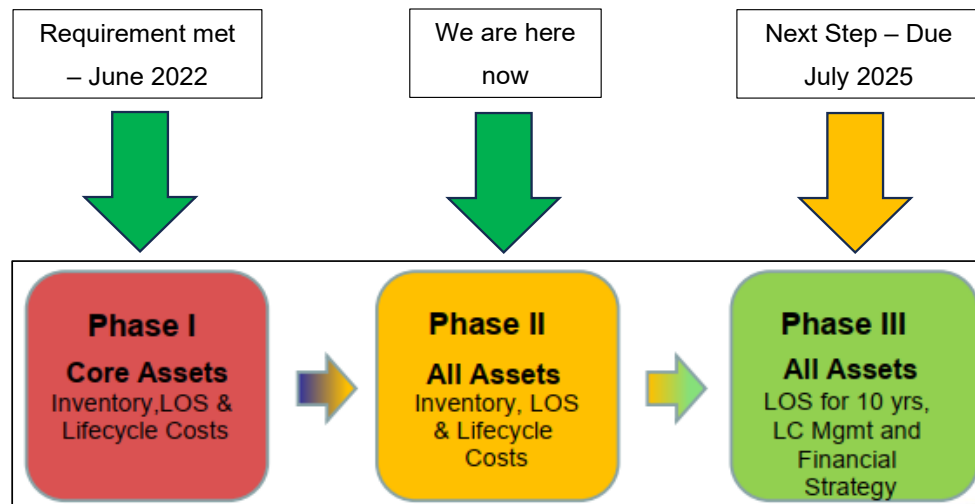 Requirement met
– June 2022
We are here
now
Next Step – Due
July 2025
Phase I
Core Assets
Inventory,LOS &
Lifecycle Costs
Phase II
All Assets
Inventory, LOS
& Lifecycle
Costs
Phase III
All Assets
LOS for 10 yrs,
LC Mgmt and
Financial
Strategy